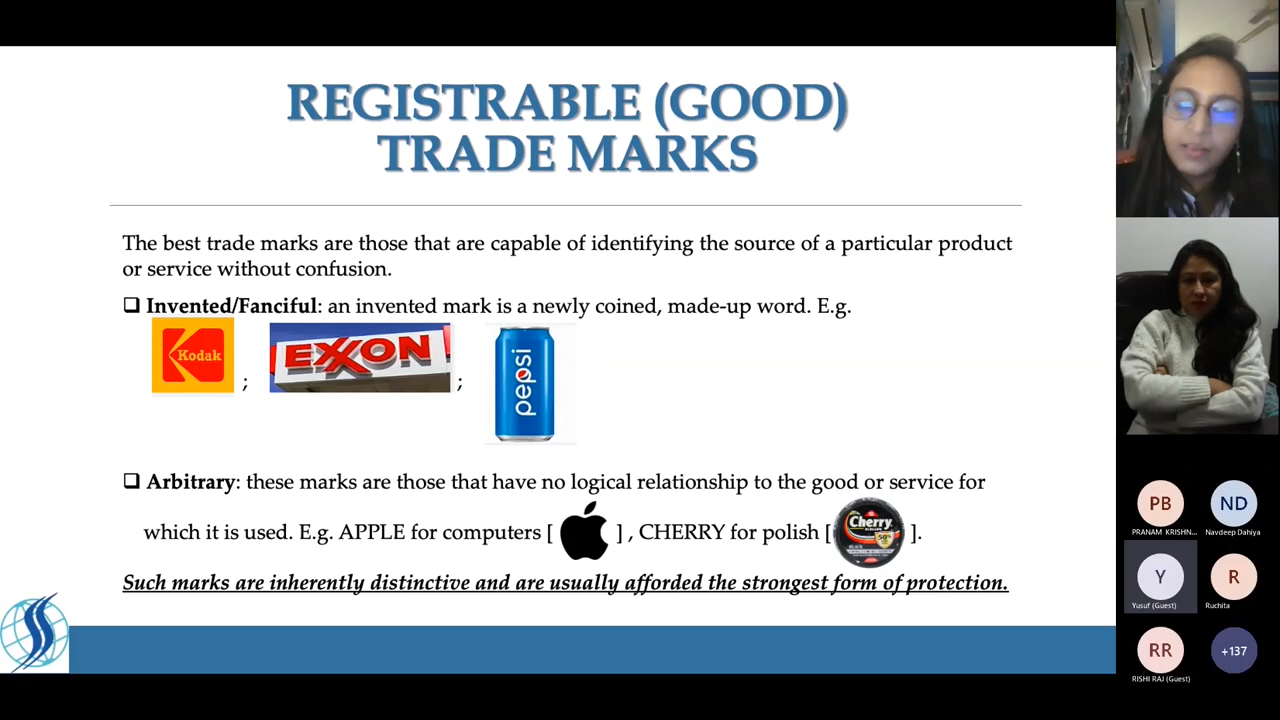 REGISTRABLE (GOOD)
TRADE MARKS
The best trade marks are those that are capable of identifying the source of a particular product
or service without confusion.
❑ Invented/Fanciful: an invented mark is a newly coined, made-up word. E.g.
Kodak ; EXXON ; pepsi
❑ Arbitrary: these marks are those that have no logical relationship to the good or service for
which it is used. E.g. APPLE for computers [ ] , CHERRY for polish [ Cherry ].
Such marks are inherently distinctive and are usually afforded the strongest form of protection.
PB ND
PRANAM KRISHN... Navdeep Dahiya
Y R
Yusuf (Guest) Ruchita
RR +137
RISHI RAJ (Guest)